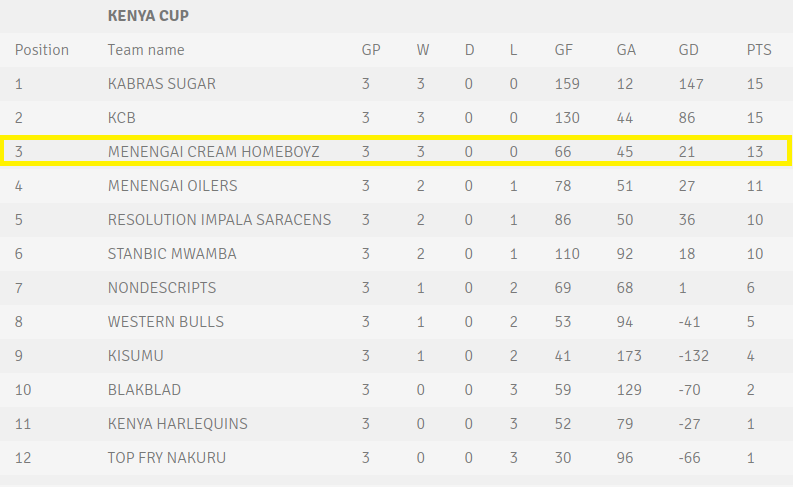 KENYA CUP
Position Team name GP W D L GF GA GD PTS
1 KABRAS SUGAR 3 3 0 0 159 12 147 15
2 KCB 3 3 0 0 130 44 86 15
3 MENENGAI CREAM HOMEBOYZ 3 3 0 0 66 45 21 13
4 MENENGAI OILERS 3 2 0 1 78 51 27 11
5 RESOLUTION IMPALA SARACENS 3 2 0 1 86 50 36 10
6 STANBIC MWAMBA 3 2 0 1 110 92 18 10
7 NONDESCRIPTS 3 1 0 2 69 68 1 6
8 WESTERN BULLS 3 1 0 2 53 94 -41 5
9 KISUMU 3 1 0 2 41 173 -132 4
10 BLAKBLAD 3 0 0 3 59 129 -70 2
11 KENYA HARLEQUINS 3 0 0 3 52 79 -27 1
12 TOP FRY NAKURU 3 0 0 3 30 96 -66 1